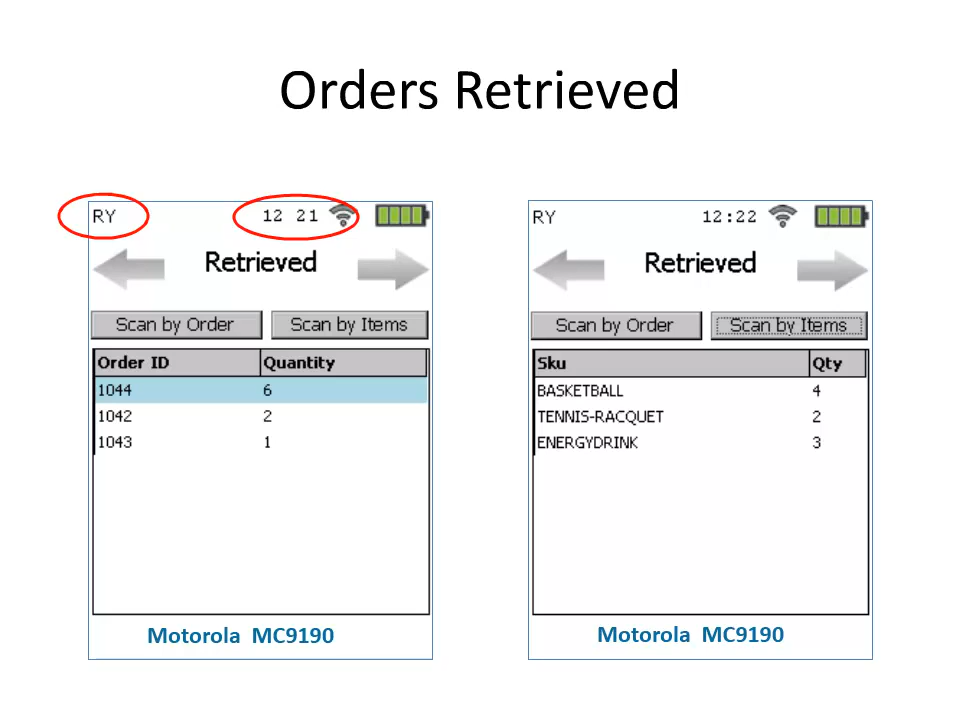 Orders Retrieved
RY 12 21
Retrieved
Scan by Order Scan by Items
Order ID Quantity
1044 6
1042 2
1043 1
Motorola MC9190
RY 12:22
Retrieved
Scan by Order Scan by Items
Sku Qty
BASKETBALL 4
TENNIS-RACQUET 2
ENERGYDRINK 3
Motorola MC9190